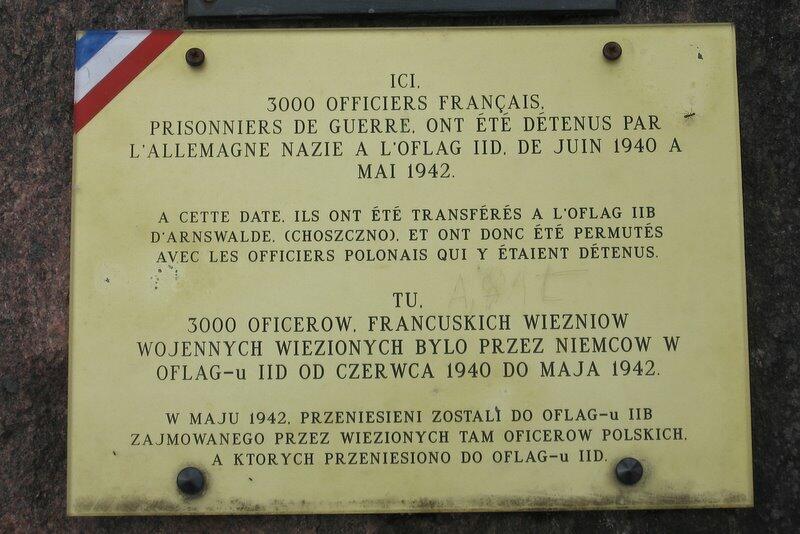 ICI,
3000 OFFICIERS FRANÇAIS,
PRISONNIERS DE GUERRE, ONT ÉTÉ DÉTENUS PAR
L'ALLEMAGNE NAZIE A L'OFLAG IID, DE JUIN 1940 A
MAI 1942.
A CETTE DATE, ILS ONT ÉTÉ TRANSFÉRÉS A L'OFLAG IIB
D'ARNSWALDE, (CHOSZCZNO), ET ONT DONC ÉTÉ PERMUTÉS
AVEC LES OFFICIERS POLONAIS QUI Y ÉTAIENT DÉTENUS.
TU,
3000 OFICEROW, FRANCUSKICH WIEZNIOW
WOJENNYCH WIEZIONYCH BYLO PRZEZ NIEMCOW W
OFLAG-u IID OD CZERWCA 1940 DO MAJA 1942.
W MAJU 1942, PRZENIESIENI ZOSTALI DO OFLAG-u IIB
ZAJMOWANEGO PRZEZ WIEZIONYCH TAM OFICEROW POLSKICH,
A KTORYCH PRZENIESIONO DO OFLAG-u IID.